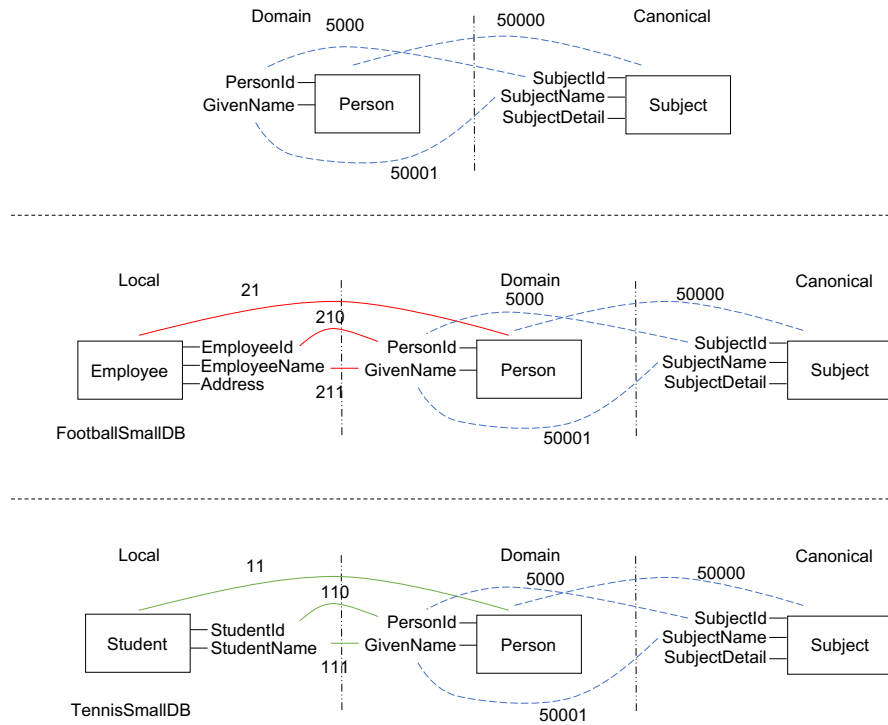 Domain
Canonical
5000
50000
PersonId
GivenName
Person
SubjectId
SubjectName
SubjectDetail
Subject
50001
Local
Domain
Canonical
21
5000
50000
210
EmployeeId
EmployeeName
Address
Employee
PersonId
GivenName
Person
SubjectId
SubjectName
SubjectDetail
Subject
211
50001
FootballSmallDB
Local
Domain
Canonical
11
5000
50000
110
StudentId
StudentName
Student
PersonId
GivenName
Person
SubjectId
SubjectName
SubjectDetail
Subject
111
50001
TennisSmallDB